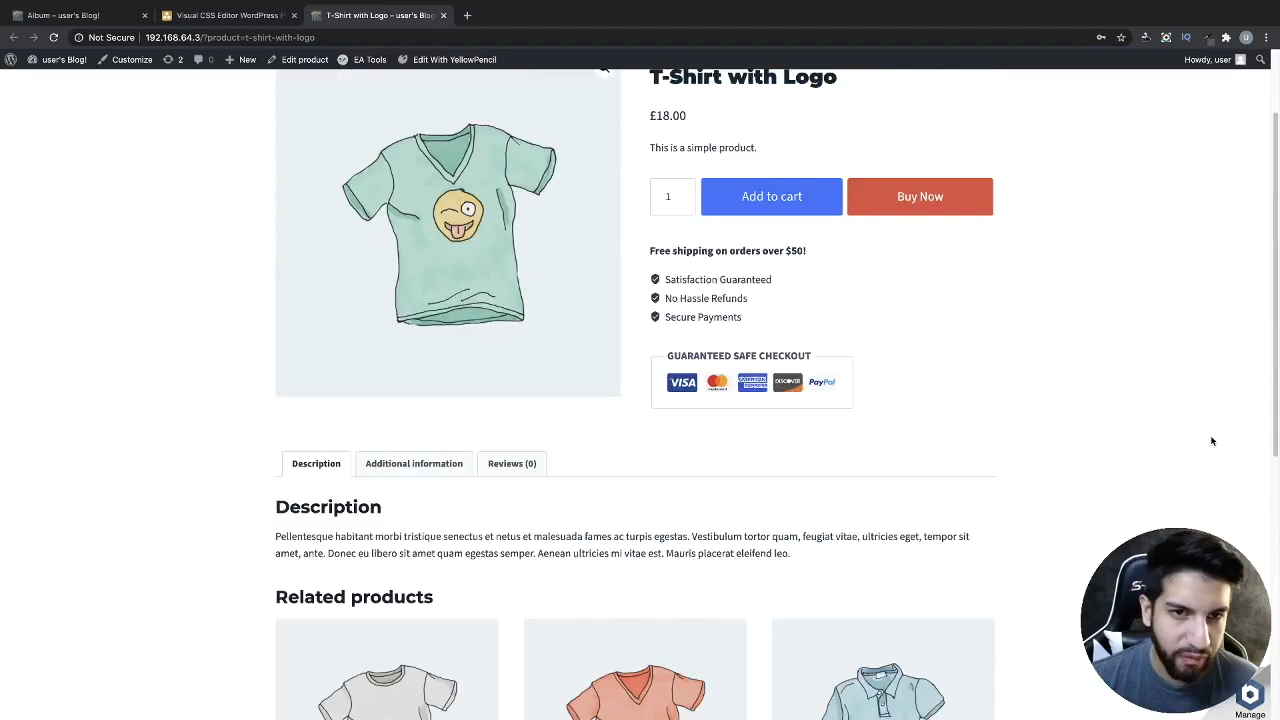 Album – user's Blog!
Visual CSS Editor WordPress P
T-Shirt with Logo – user's Blog
Not Secure | 192.168.64.3/?product=t-shirt-with-logo
user's Blog!
Customize
2
0
New
Edit product
EA Tools
Edit With YellowPencil
Howdy, user
T-Shirt with Logo
£18.00
This is a simple product.
1
Add to cart
Buy Now
Free shipping on orders over $50!
Satisfaction Guaranteed
No Hassle Refunds
Secure Payments
GUARANTEED SAFE CHECKOUT
VISA
mastercard
AMERICAN EXPRESS
DISCOVER
PayPal
Description
Additional information
Reviews (0)
Description
Pellentesque habitant morbi tristique senectus et netus et malesuada fames ac turpis egestas. Vestibulum tortor quam, feugiat vitae, ultricies eget, tempor sit
amet, ante. Donec eu libero sit amet quam egestas semper. Aenean ultricies mi vitae est. Mauris placerat eleifend leo.
Related products
Manage